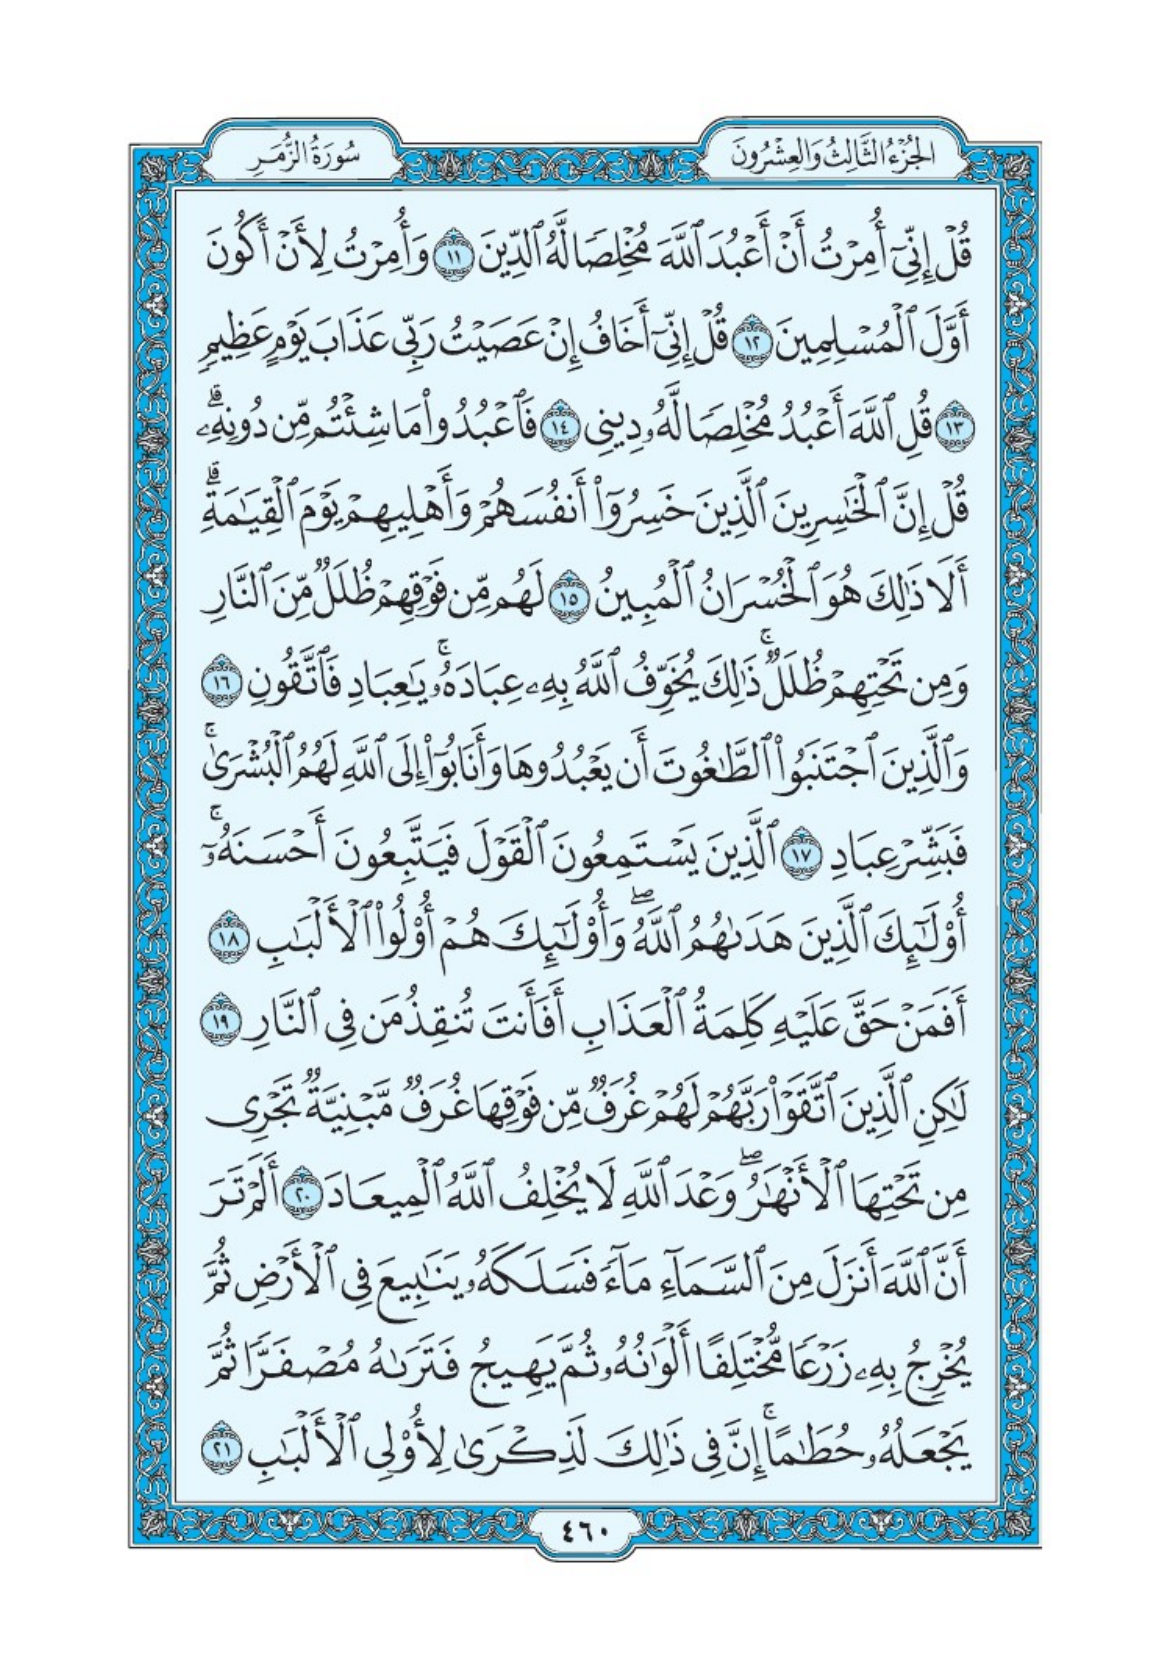 الجُزْءُ الثَّالِثُ وَالعِشْرُونَ
سُورَةُ الزُّمَرِ
قُلْ إِنِّىٓ أُمِرْتُ أَنْ أَعْبُدَ ٱللَّهَ مُخْلِصًا لَّهُ ٱلدِّينَ ١١ وَأُمِرْتُ لِأَنْ أَكُونَ
أَوَّلَ ٱلْمُسْلِمِينَ ١٢ قُلْ إِنِّىٓ أَخَافُ إِنْ عَصَيْتُ رَبِّى عَذَابَ يَوْمٍ عَظِيمٍ
١٣ قُلِ ٱللَّهَ أَعْبُدُ مُخْلِصًا لَّهُۥ دِينِى ١٤ فَٱعْبُدُوا۟ مَا شِئْتُم مِّن دُونِهِۦ ۗ
قُلْ إِنَّ ٱلْخَـٰسِرِينَ ٱلَّذِينَ خَسِرُوٓا۟ أَنفُسَهُمْ وَأَهْلِيهِمْ يَوْمَ ٱلْقِيَـٰمَةِ ۗ
أَلَا ذَٰلِكَ هُوَ ٱلْخُسْرَانُ ٱلْمُبِينُ ١٥ لَهُم مِّن فَوْقِهِمْ ظُلَلٌ مِّنَ ٱلنَّارِ
وَمِن تَحْتِهِمْ ظُلَلٌ ۚ ذَٰلِكَ يُخَوِّفُ ٱللَّهُ بِهِۦ عِبَادَهُۥ ۚ يَـٰعِبَادِ فَٱتَّقُونِ ١٦
وَٱلَّذِينَ ٱجْتَنَبُوا۟ ٱلطَّـٰغُوتَ أَن يَعْبُدُوهَا وَأَنَابُوٓا۟ إِلَى ٱللَّهِ لَهُمُ ٱلْبُشْرَىٰ ۚ
فَبَشِّرْ عِبَادِ ١٧ ٱلَّذِينَ يَسْتَمِعُونَ ٱلْقَوْلَ فَيَتَّبِعُونَ أَحْسَنَهُۥٓ ۚ
أُو۟لَـٰٓئِكَ ٱلَّذِينَ هَدَىٰهُمُ ٱللَّهُ ۖ وَأُو۟لَـٰٓئِكَ هُمْ أُو۟لُوا۟ ٱلْأَلْبَـٰبِ ١٨
أَفَمَنْ حَقَّ عَلَيْهِ كَلِمَةُ ٱلْعَذَابِ أَفَأَنتَ تُنقِذُ مَن فِى ٱلنَّارِ ١٩
لَـٰكِنِ ٱلَّذِينَ ٱتَّقَوْا۟ رَبَّهُمْ لَهُمْ غُرَفٌ مِّن فَوْقِهَا غُرَفٌ مَّبْنِيَّةٌ تَجْرِى
مِن تَحْتِهَا ٱلْأَنْهَـٰرُ ۖ وَعْدَ ٱللَّهِ لَا يُخْلِفُ ٱللَّهُ ٱلْمِيعَادَ ٢٠ أَلَمْ تَرَ
أَنَّ ٱللَّهَ أَنزَلَ مِنَ ٱلسَّمَآءِ مَآءً فَسَلَكَهُۥ يَنَـٰبِيعَ فِى ٱلْأَرْضِ ثُمَّ
يُخْرِجُ بِهِۦ زَرْعًا مُّخْتَلِفًا أَلْوَٰنُهُۥ ثُمَّ يَهِيجُ فَتَرَىٰهُ مُصْفَرًّا ثُمَّ
يَجْعَلُهُۥ حُطَـٰمًا ۚ إِنَّ فِى ذَٰلِكَ لَذِكْرَىٰ لِأُو۟لِى ٱلْأَلْبَـٰبِ ٢١
٤٦٠